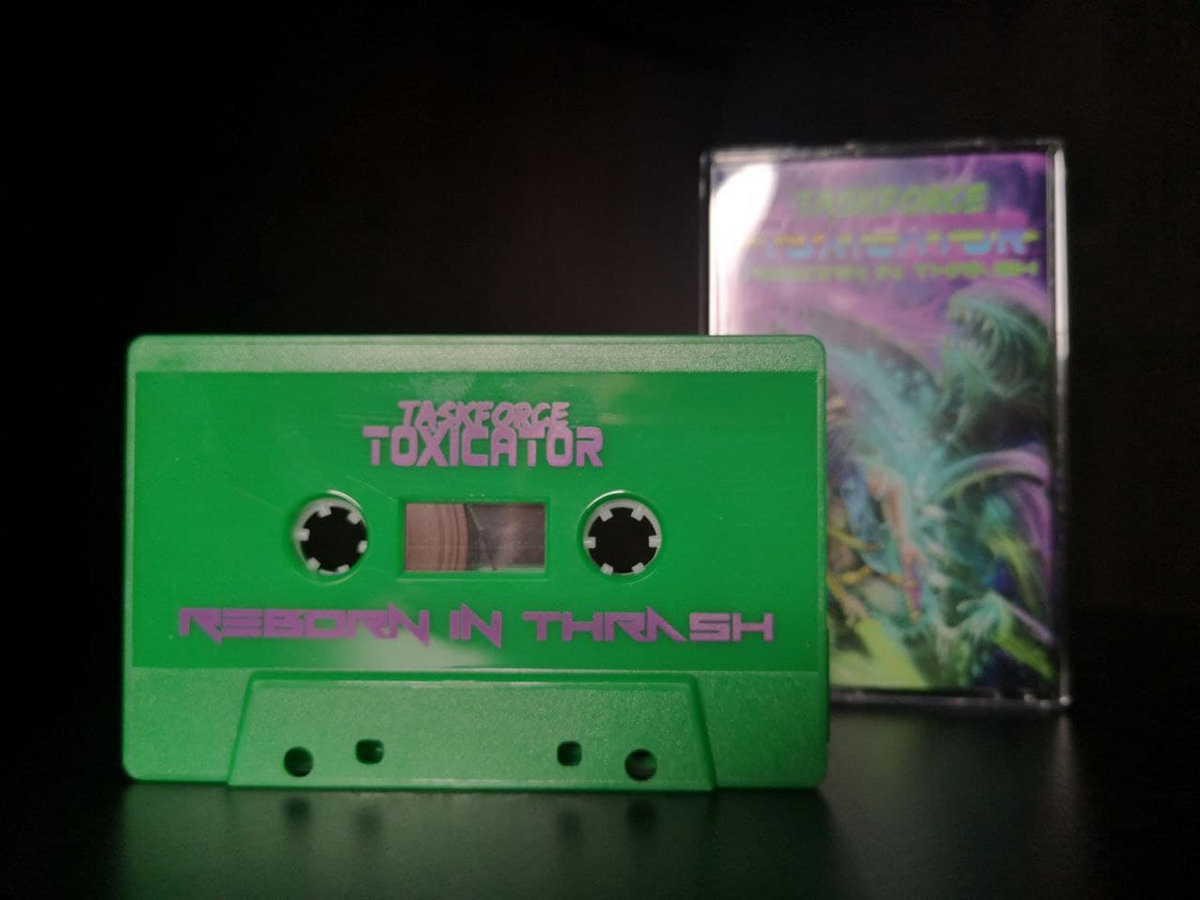 TASKFORCE
TOXICATOR
REBORN IN THRASH
TASKFORCE
TOXICATOR
REBORN IN THRASH